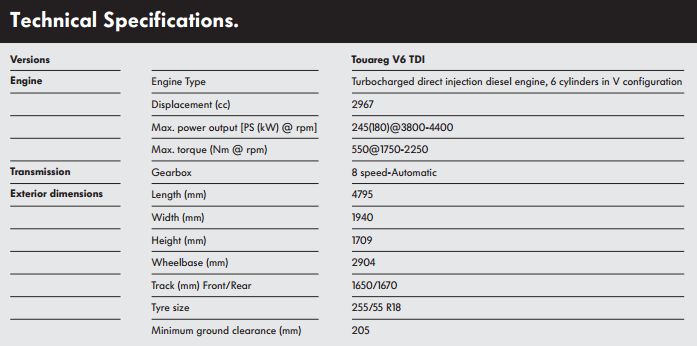 Technical Specifications.
Versions Touareg V6 TDI
Engine Engine Type Turbocharged direct injection diesel engine, 6 cylinders in V configuration
Displacement (cc) 2967
Max. power output [PS (kW) @ rpm] 245(180)@3800-4400
Max. torque (Nm @ rpm) 550@1750-2250
Transmission Gearbox 8 speed-Automatic
Exterior dimensions Length (mm) 4795
Width (mm) 1940
Height (mm) 1709
Wheelbase (mm) 2904
Track (mm) Front/Rear 1650/1670
Tyre size 255/55 R18
Minimum ground clearance (mm) 205